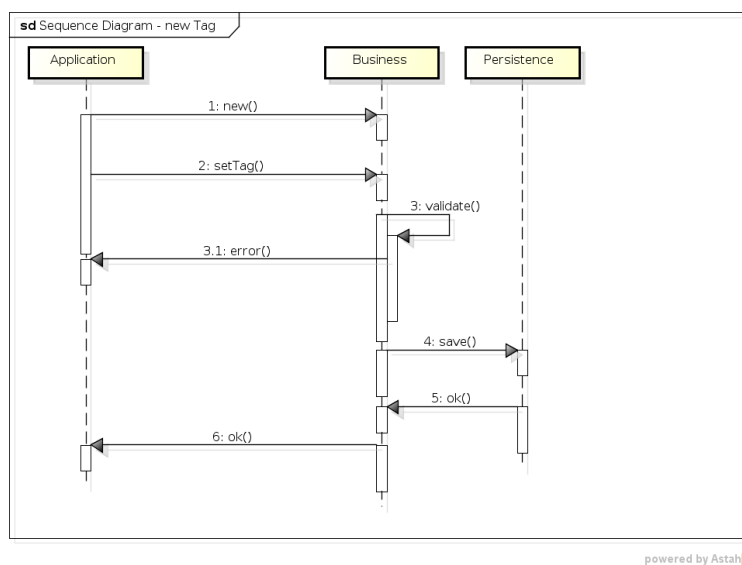 sd Sequence Diagram - new Tag
Application
Business
Persistence
1: new()
2: setTag()
3: validate()
3.1: error()
4: save()
5: ok()
6: ok()
powered by Astah